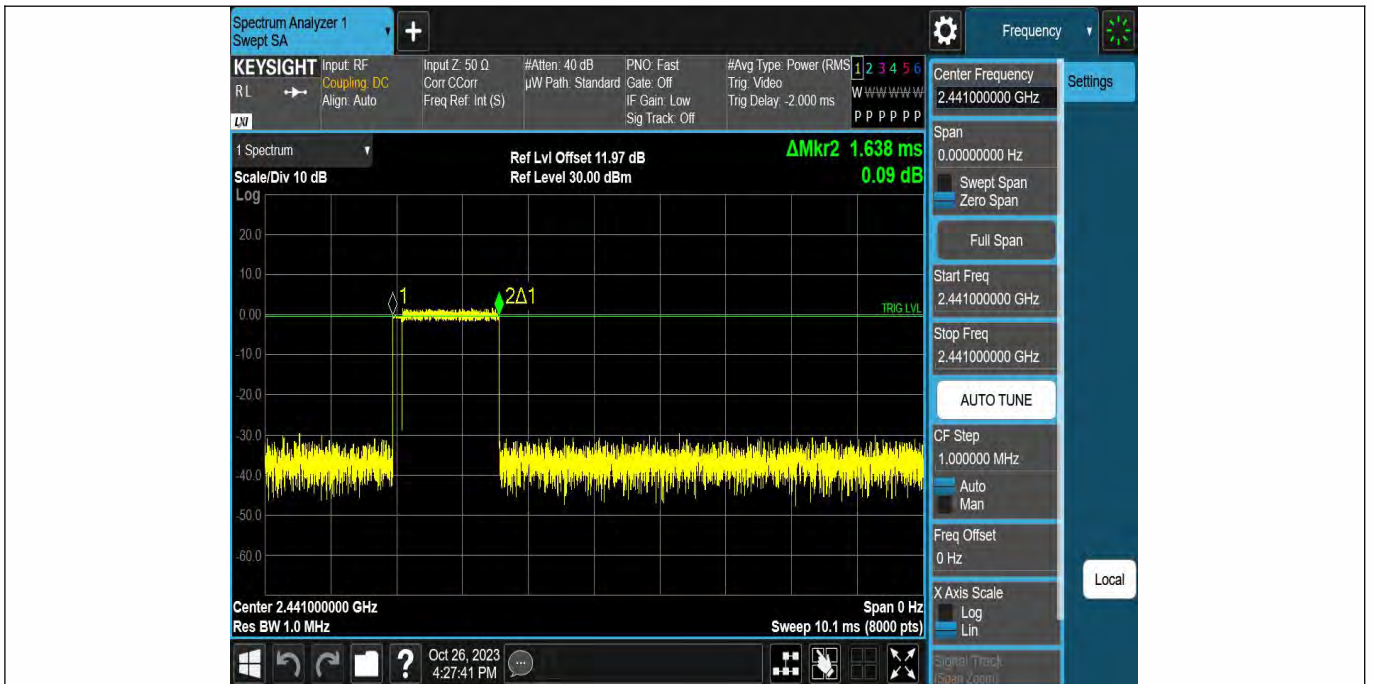 Spectrum Analyzer 1
Swept SA
+
Frequency
KEYSIGHT
RL
LXI
Input: RF
Coupling: DC
Align: Auto
Input Z: 50 Ω
Corr CCorr
Freq Ref: Int (S)
#Atten: 40 dB
µW Path: Standard
PNO: Fast
Gate: Off
IF Gain: Low
Sig Track: Off
#Avg Type: Power (RMS
Trig: Video
Trig Delay: -2.000 ms
1 2 3 4 5 6
W W W W W W
P P P P P P
1 Spectrum
Scale/Div 10 dB
Ref Lvl Offset 11.97 dB
Ref Level 30.00 dBm
ΔMkr2 1.638 ms
0.09 dB
Log
20.0
10.0
0.00
-10.0
-20.0
-30.0
-40.0
-50.0
-60.0
1
2Δ1
TRIG LVL
Center 2.441000000 GHz
Res BW 1.0 MHz
Span 0 Hz
Sweep 10.1 ms (8000 pts)
Oct 26, 2023
4:27:41 PM
Center Frequency
2.441000000 GHz
Settings
Span
0.00000000 Hz
Swept Span
Zero Span
Full Span
Start Freq
2.441000000 GHz
Stop Freq
2.441000000 GHz
AUTO TUNE
CF Step
1.000000 MHz
Auto
Man
Freq Offset
0 Hz
X Axis Scale
Log
Lin
Signal Track
(Span Zoom)
Local